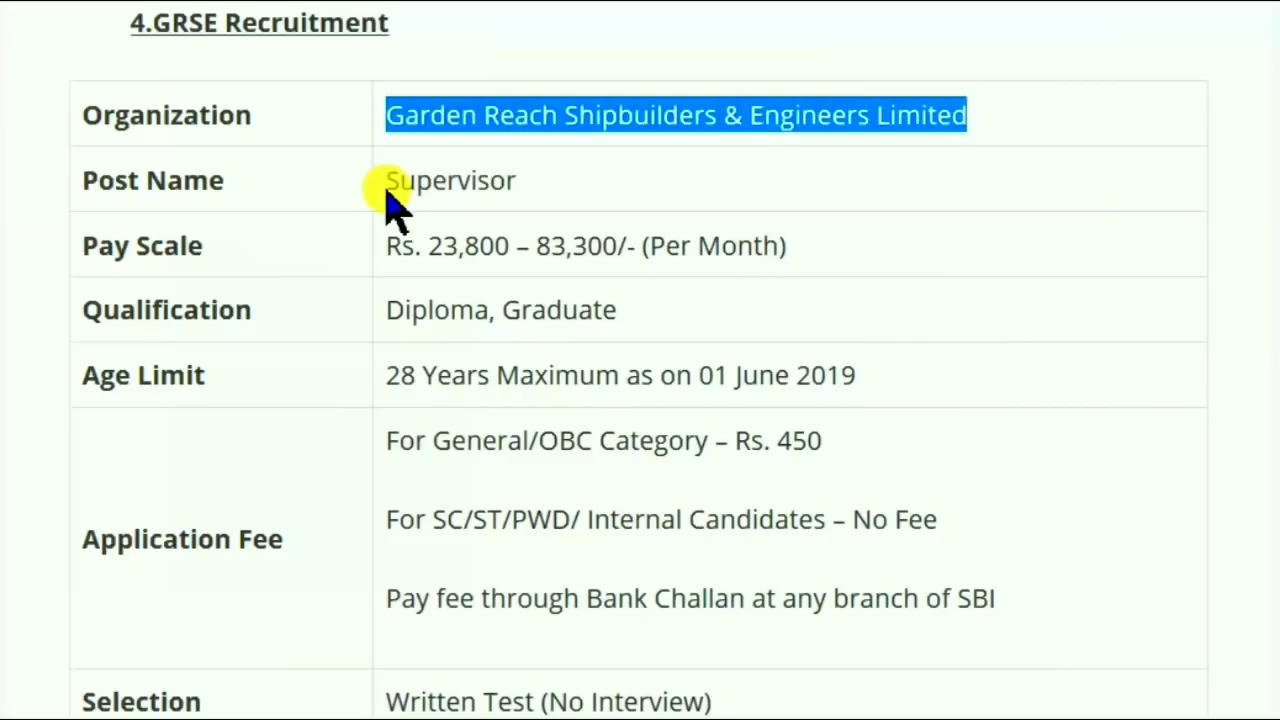 4.GRSE Recruitment
Organization
Garden Reach Shipbuilders & Engineers Limited
Post Name
Supervisor
Pay Scale
Rs. 23,800 – 83,300/- (Per Month)
Qualification
Diploma, Graduate
Age Limit
28 Years Maximum as on 01 June 2019
Application Fee
For General/OBC Category – Rs. 450
For SC/ST/PWD/ Internal Candidates – No Fee
Pay fee through Bank Challan at any branch of SBI
Selection
Written Test (No Interview)